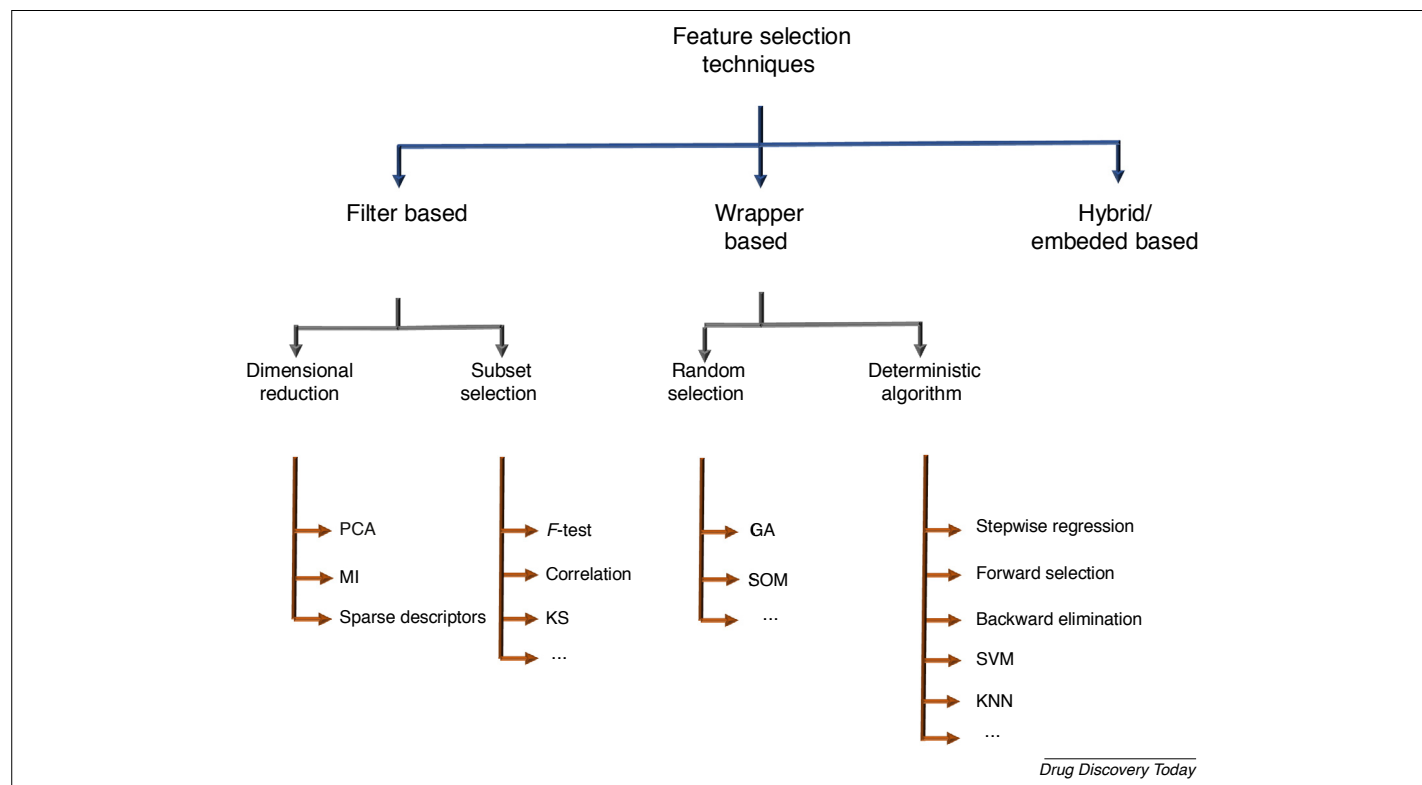 Feature selection
techniques
Filter based
Wrapper
based
Hybrid/
embeded based
Dimensional
reduction
Subset
selection
Random
selection
Deterministic
algorithm
PCA
MI
Sparse descriptors
F-test
Correlation
KS
...
GA
SOM
...
Stepwise regression
Forward selection
Backward elimination
SVM
KNN
...
Drug Discovery Today